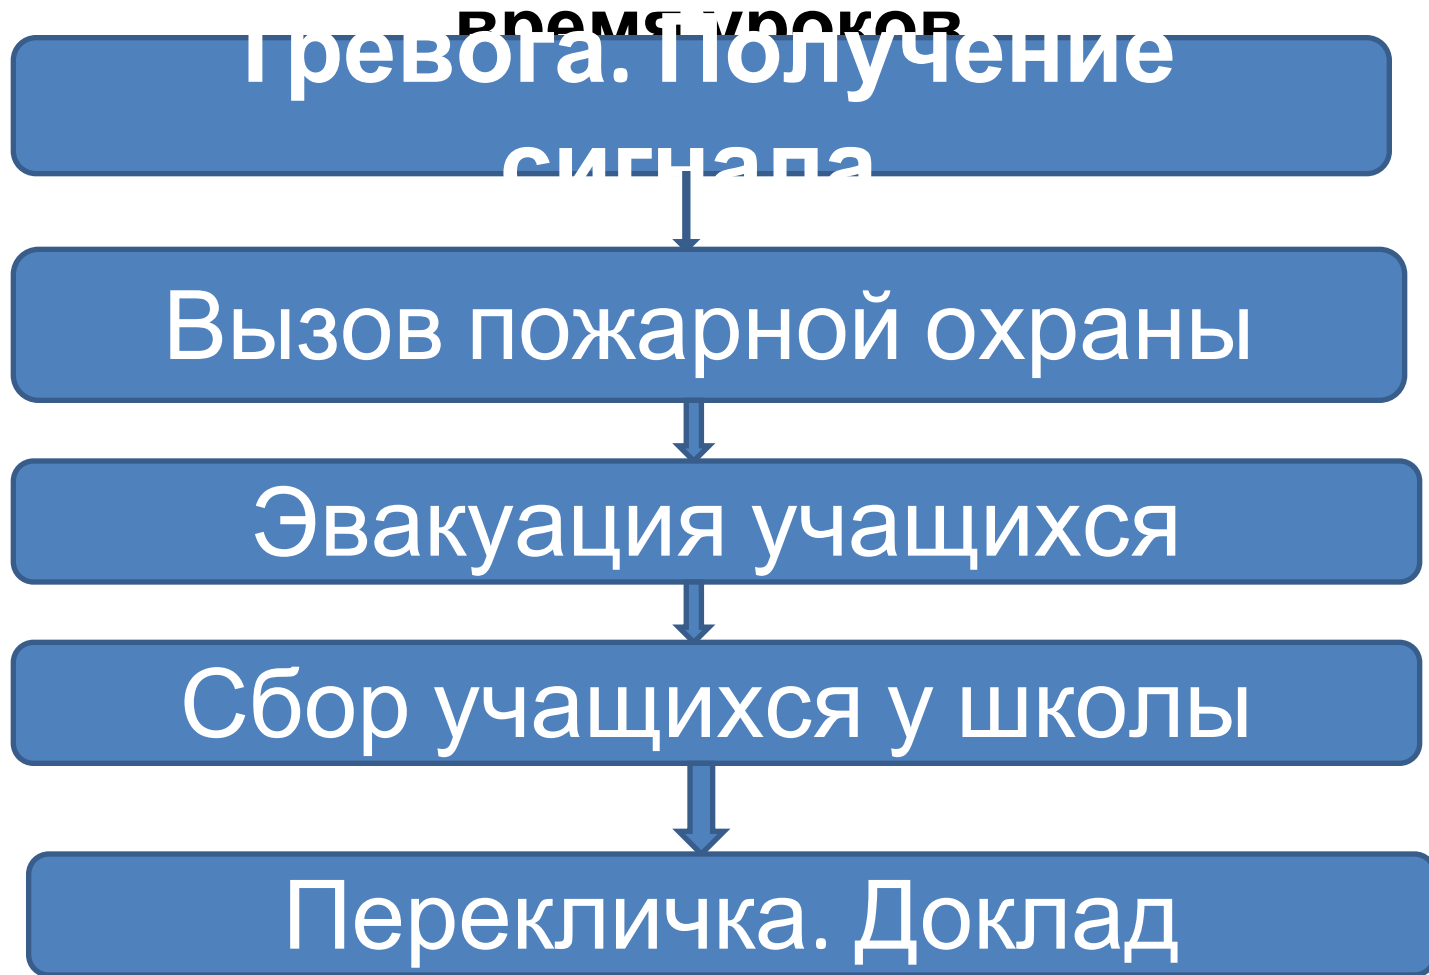 время уроков
Тревога. Получение
сигнала
Вызов пожарной охраны
Эвакуация учащихся
Сбор учащихся у школы
Перекличка. Доклад